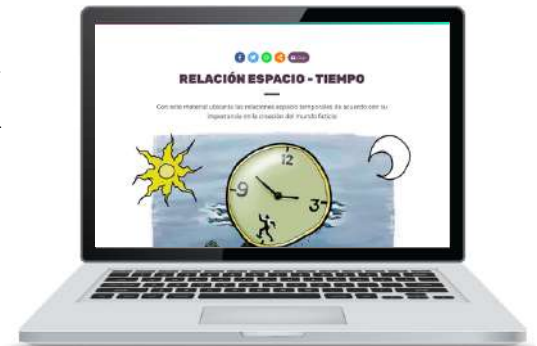 RELACIÓN ESPACIO - TIEMPO
Con este material ubicarás las relaciones espacio temporales de acuerdo con su
importancia en la creación del mundo ficticio
12
9
3